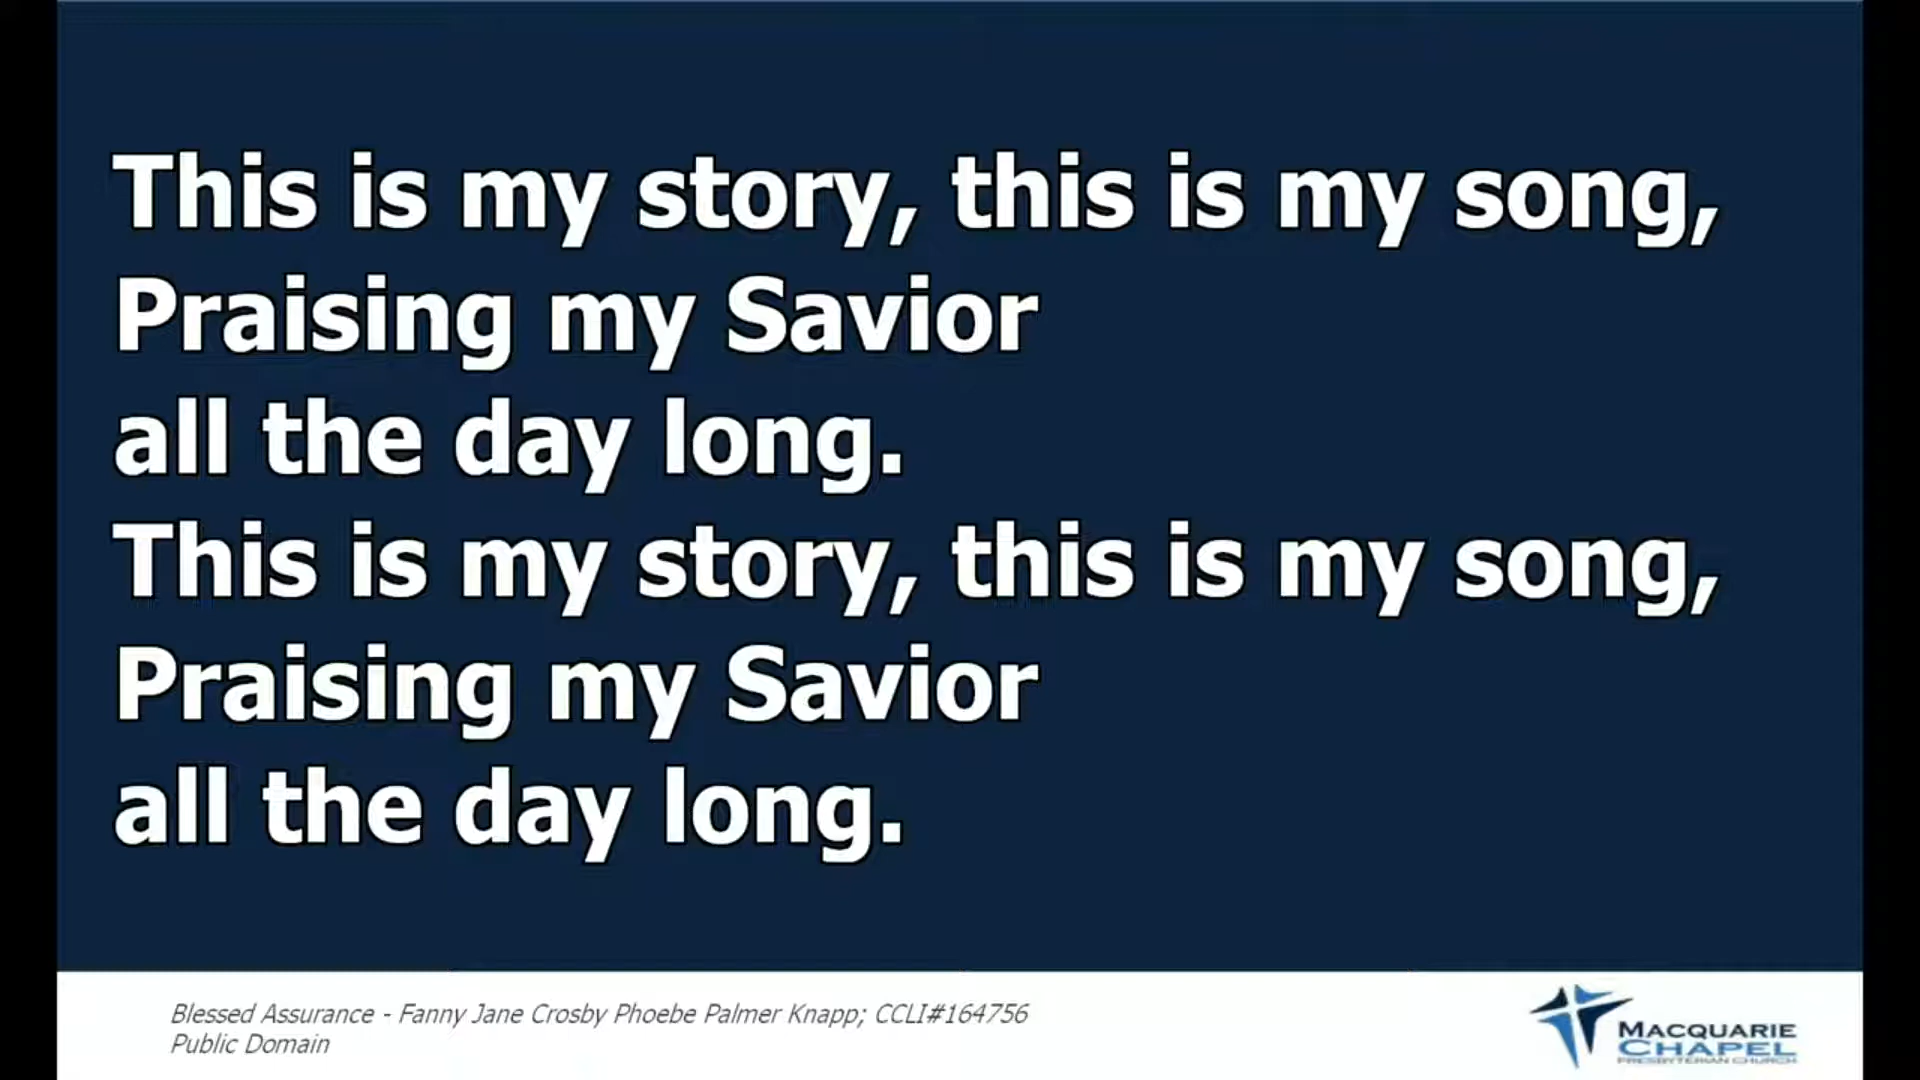 This is my story, this is my song,
Praising my Savior
all the day long.
This is my story, this is my song,
Praising my Savior
all the day long.
Blessed Assurance - Fanny Jane Crosby Phoebe Palmer Knapp; CCLI#164756
Public Domain
MACQUARIE
CHAPEL
PRESBYTERIAN CHURCH